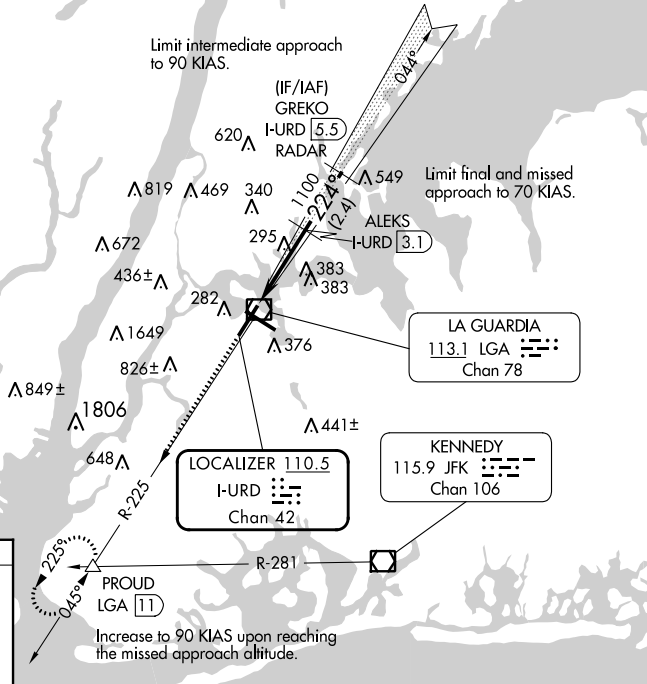 Limit intermediate approach
to 90 KIAS.
044°
(IF/IAF)
GREKO
I-URD 5.5
RADAR
620
549
Limit final and missed
approach to 70 KIAS.
819
469
340
1100
224°
(2.4)
ALEKS
I-URD 3.1
295
672
383
383
436±
282
1649
376
826±
LA GUARDIA
113.1 LGA
Chan 78
849±
1806
441±
648
LOCALIZER 110.5
I-URD
Chan 42
KENNEDY
115.9 JFK
Chan 106
R-225
R-281
225°
045°
PROUD
LGA 11
Increase to 90 KIAS upon reaching
the missed approach altitude.